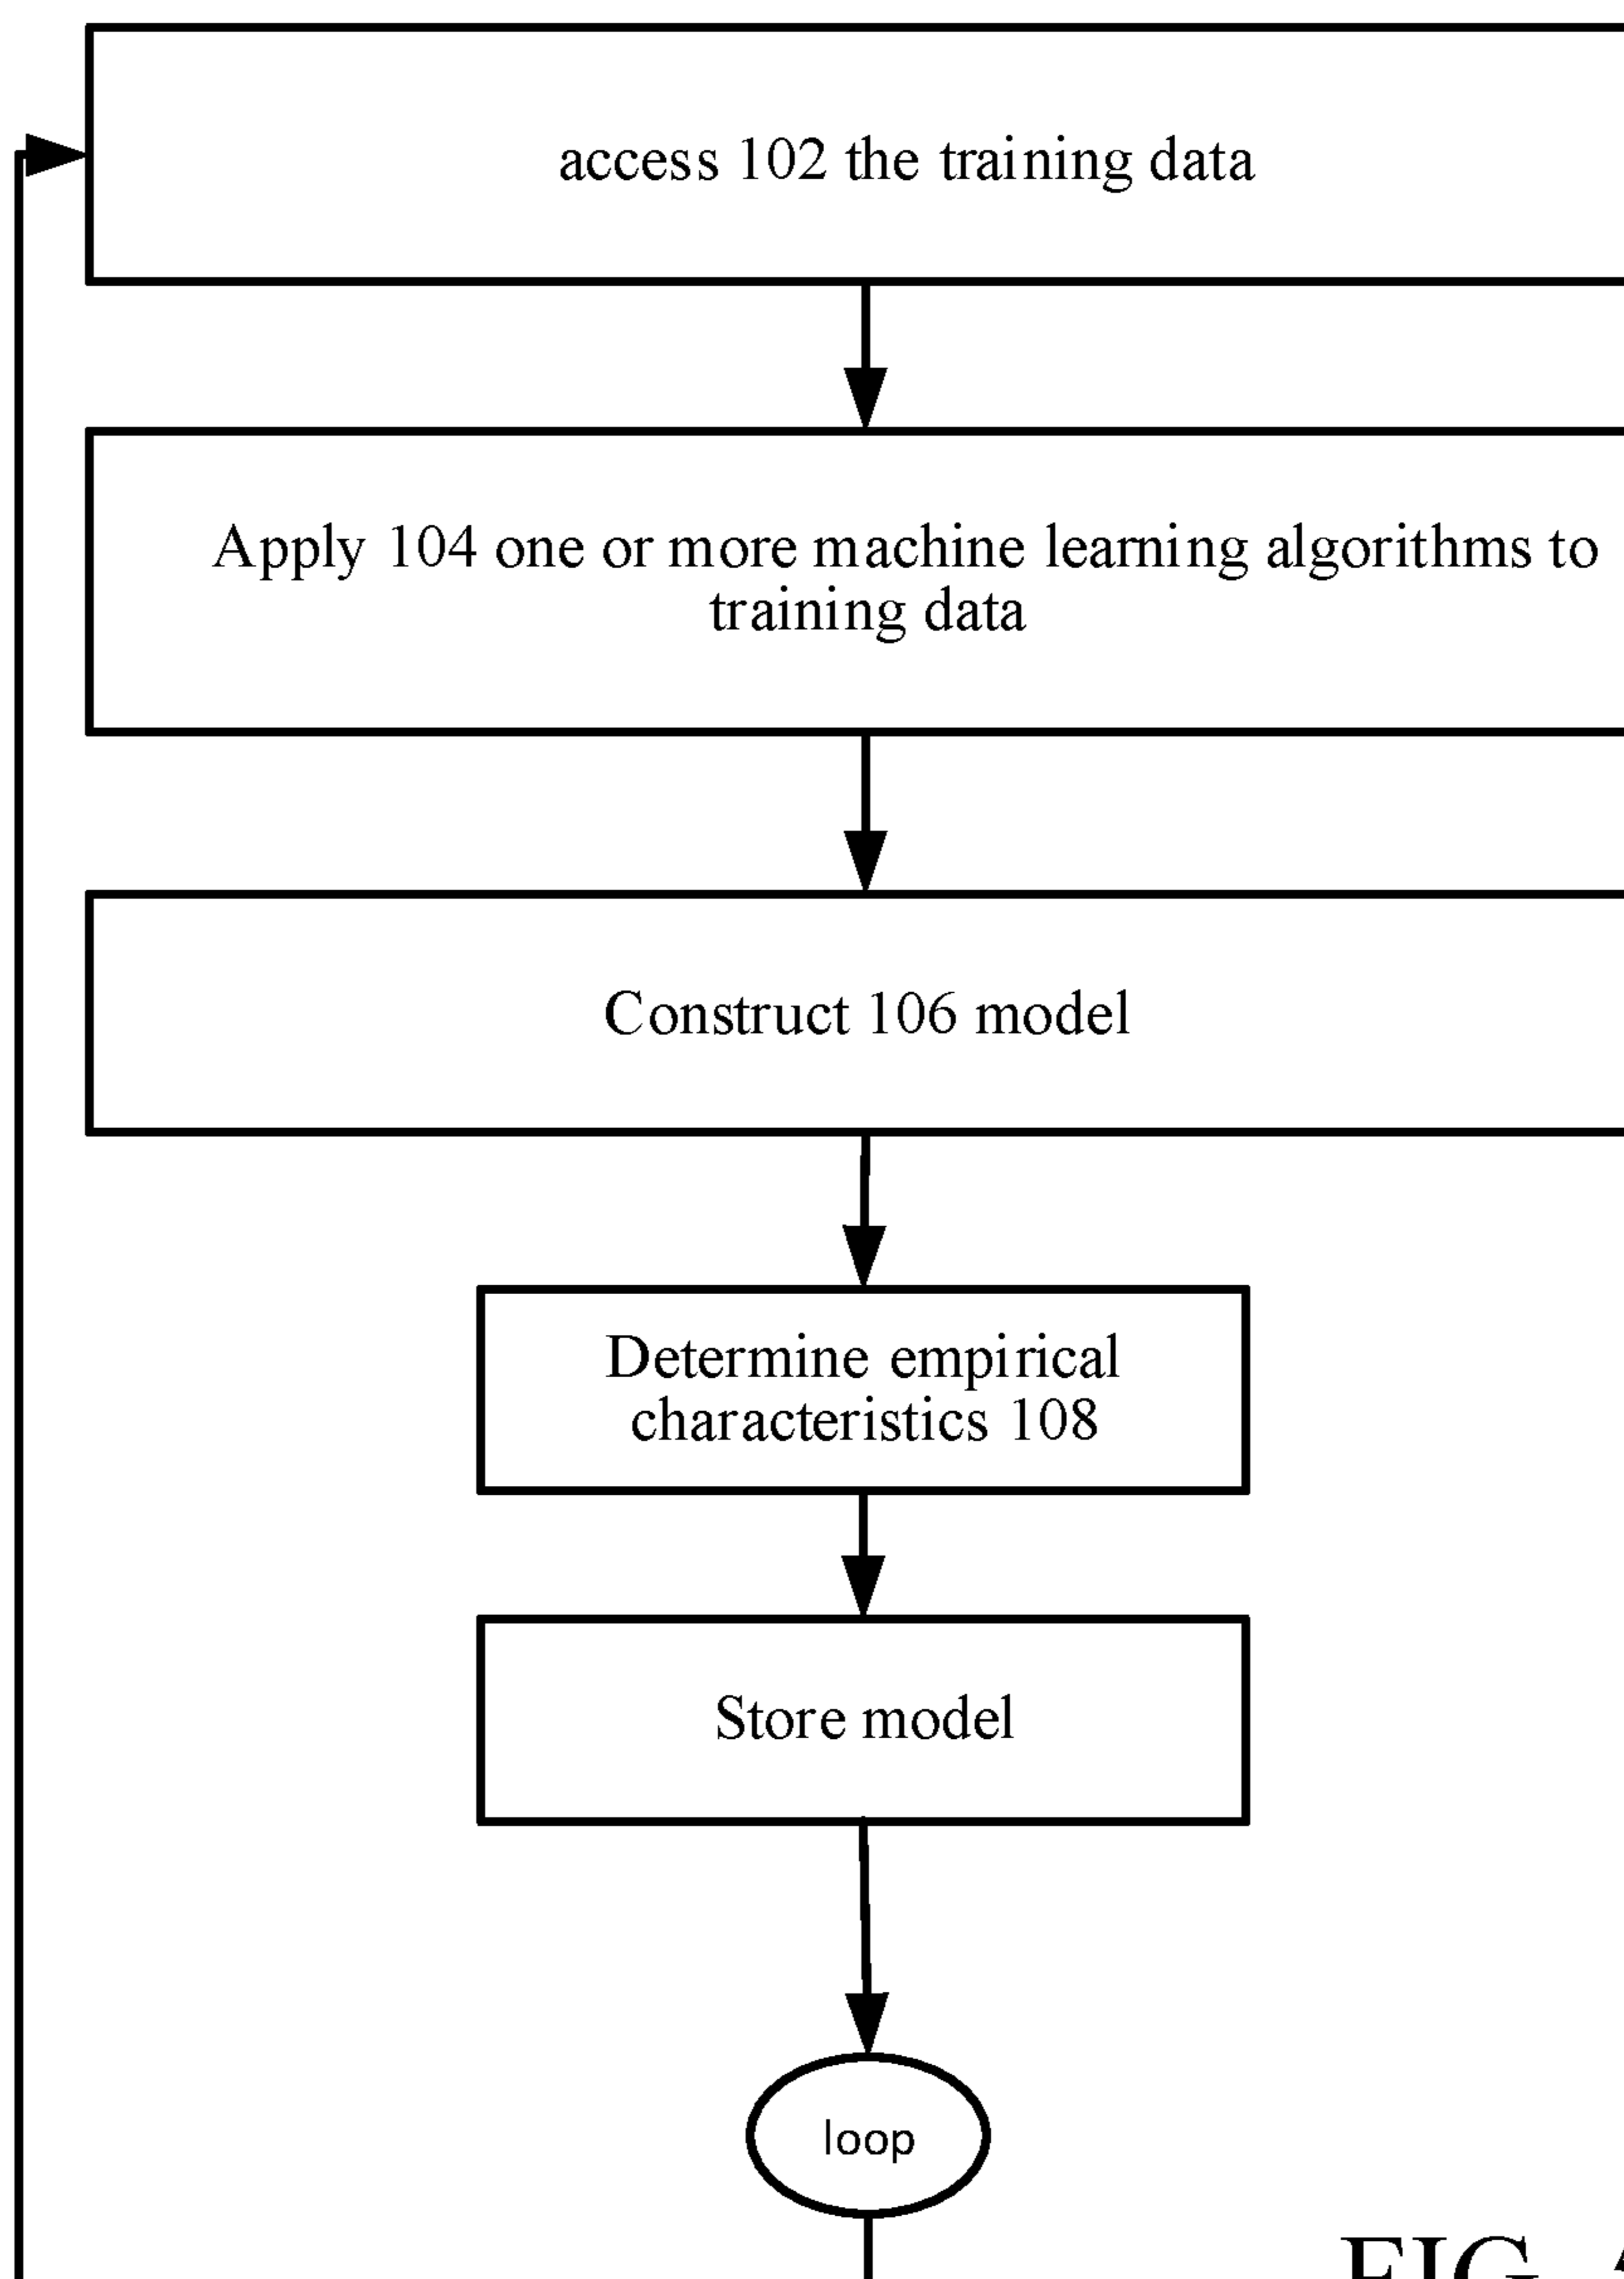 access 102 the training data
Apply 104 one or more machine learning algorithms to
training data
Construct 106 model
Determine empirical
characteristics 108
Store model
loop
FIG.